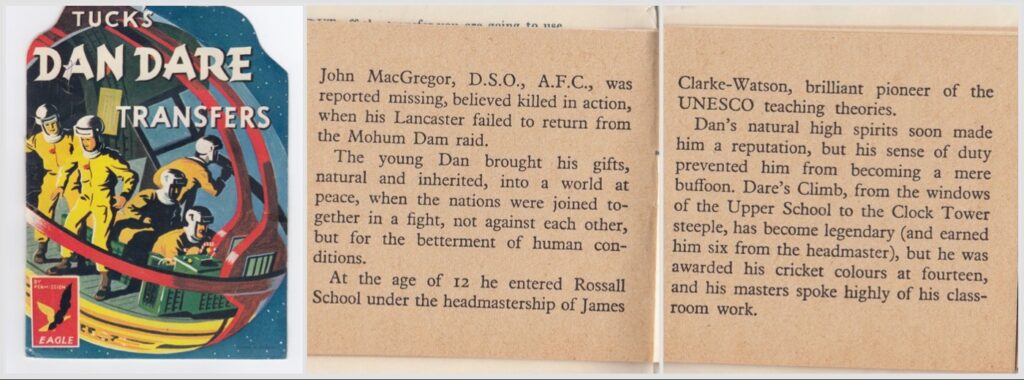 TUCKS
DAN DARE
TRANSFERS
BY
PERMISSION
EAGLE
off the
you are going to use
John MacGregor, D.S.O., A.F.C., was
reported missing, believed killed in action,
when his Lancaster failed to return from
the Mohum Dam raid.
The young Dan brought his gifts,
natural and inherited, into a world at
peace, when the nations were joined to-
gether in a fight, not against each other,
but for the betterment of human con-
ditions.
At the age of 12 he entered Rossall
School under the headmastership of James
Clarke-Watson, brilliant pioneer of the
UNESCO teaching theories.
Dan's natural high spirits soon made
him a reputation, but his sense of duty
prevented him from becoming a mere
buffoon. Dare's Climb, from the windows
of the Upper School to the Clock Tower
steeple, has become legendary (and earned
him six from the headmaster), but he was
awarded his cricket colours at fourteen,
and his masters spoke highly of his class-
room work.